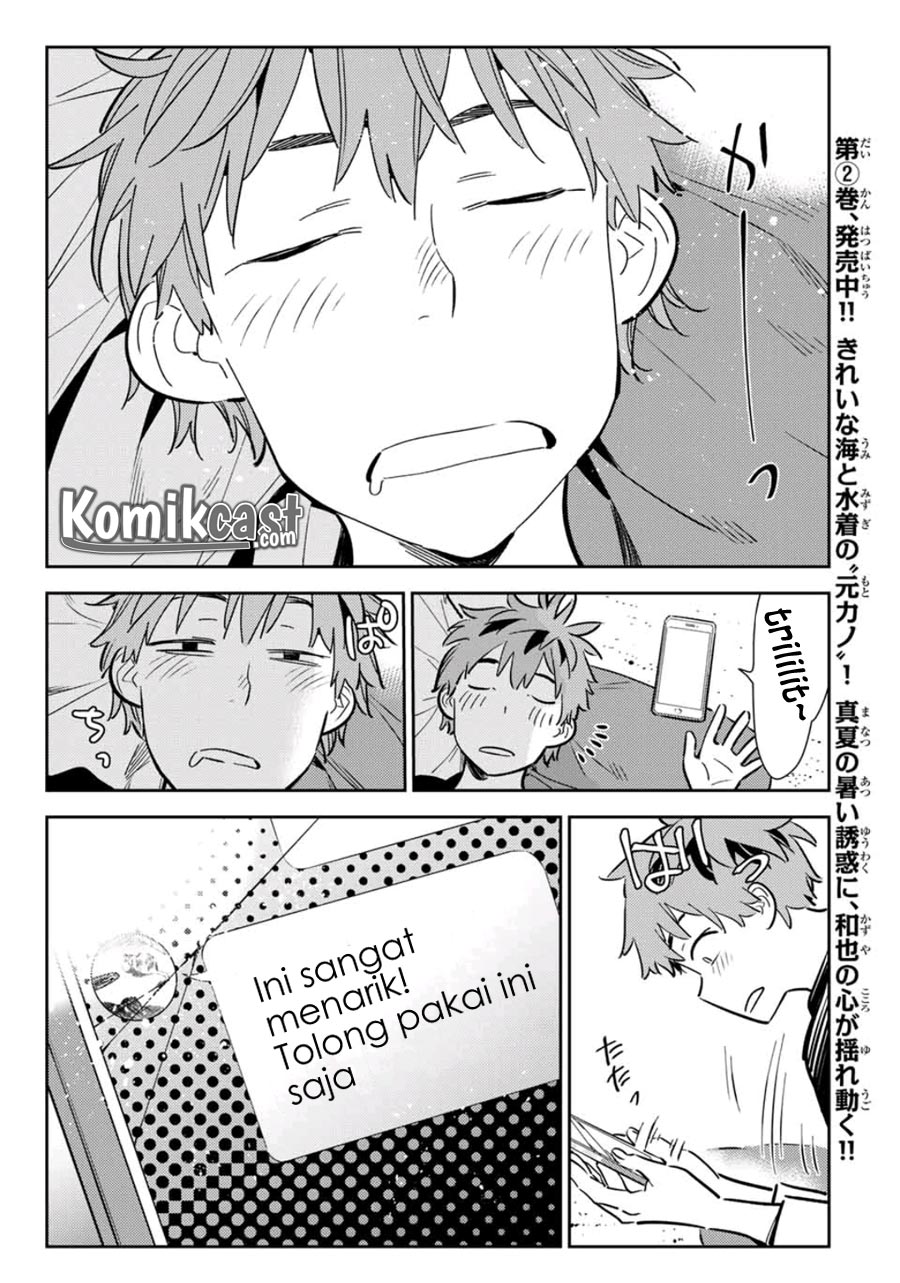 第②巻、発売中!! きれいな海と水着の〝元カノ〟! 真夏の暑い誘惑に、和也の心が揺れ動く!!
かーっ
Komikcast
.com
trilililit~
ぱち
ばっ
たたっ
Ini sangat
menarik!
Tolong pakai ini
saja